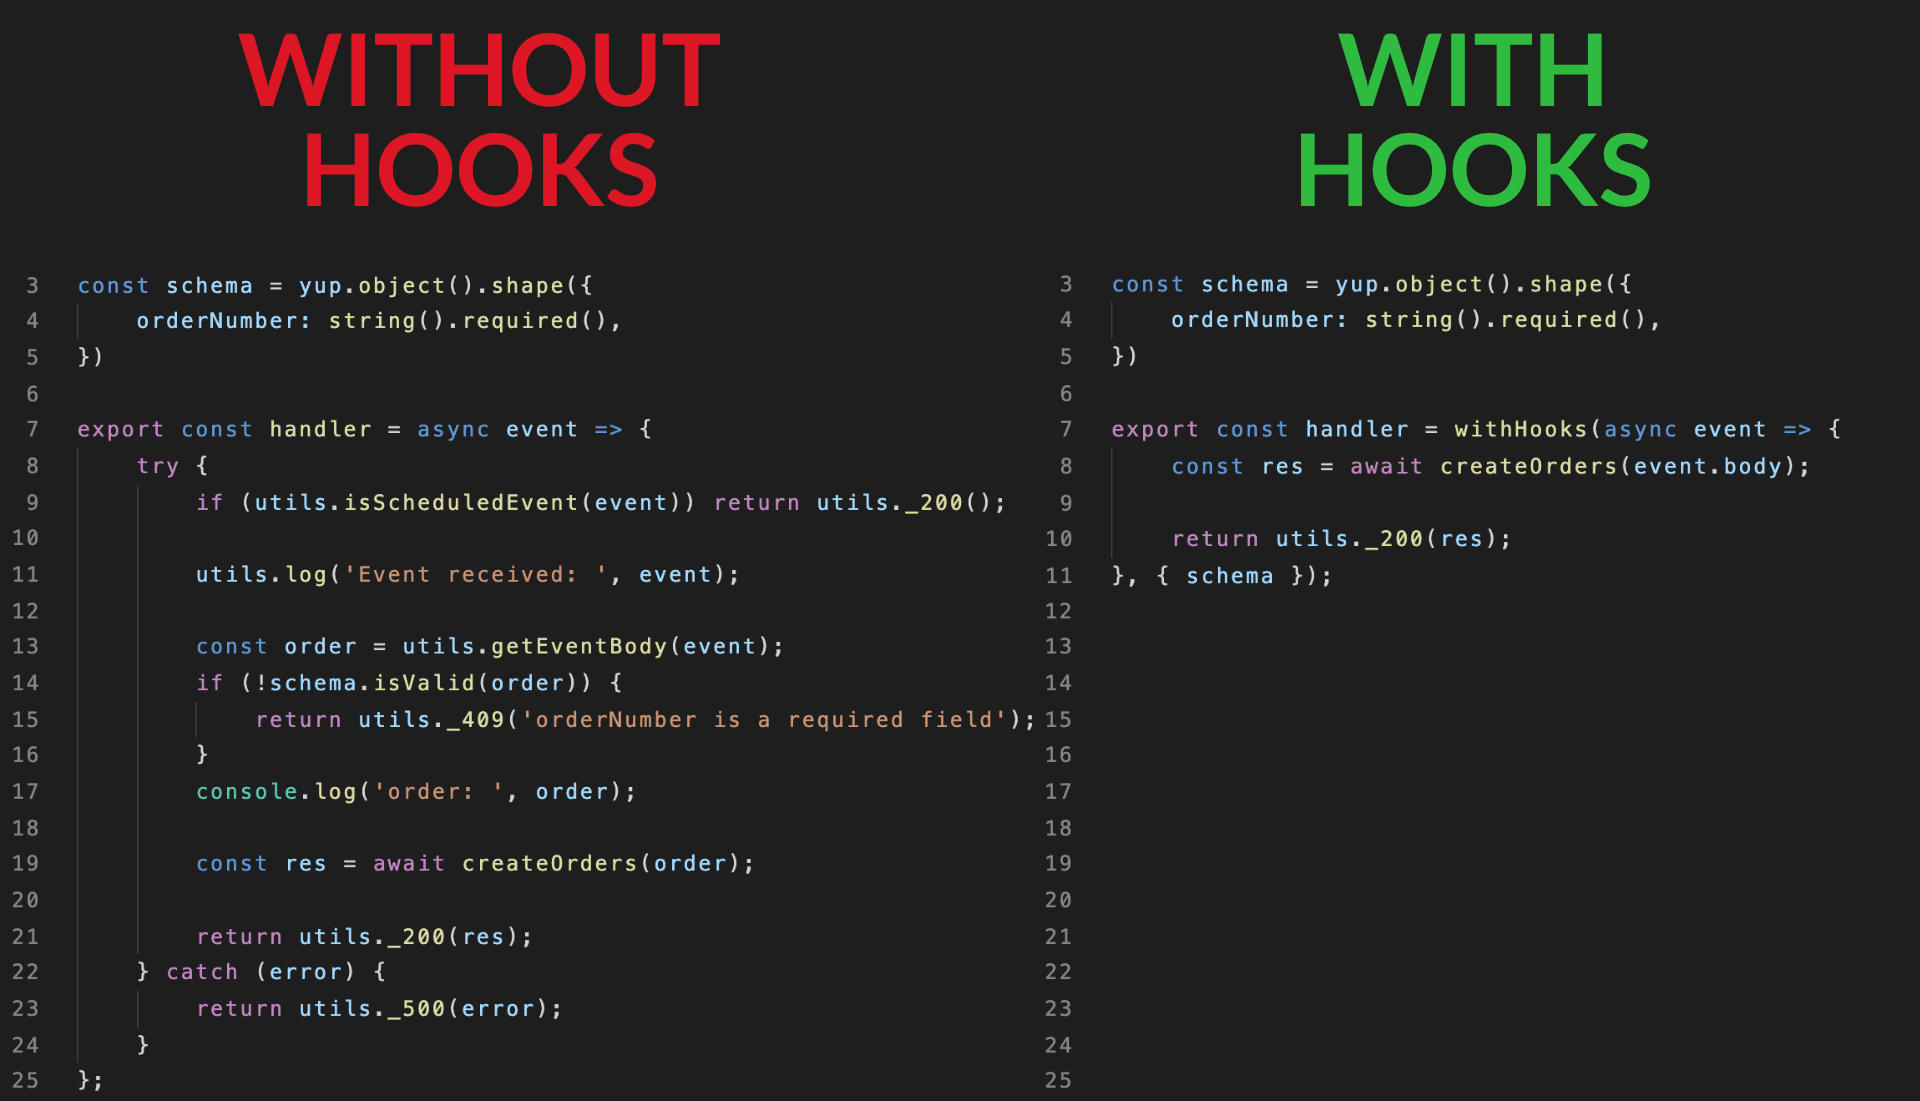 WITHOUT
HOOKS
3 const schema = yup.object().shape({
4 orderNumber: string().required(),
5 })
6
7 export const handler = async event => {
8 try {
9 if (utils.isScheduledEvent(event)) return utils._200();
10
11 utils.log('Event received: ', event);
12
13 const order = utils.getEventBody(event);
14 if (!schema.isValid(order)) {
15 return utils._409('orderNumber is a required field');
16 }
17 console.log('order: ', order);
18
19 const res = await createOrders(order);
20
21 return utils._200(res);
22 } catch (error) {
23 return utils._500(error);
24 }
25 };
WITH
HOOKS
3 const schema = yup.object().shape({
4 orderNumber: string().required(),
5 })
6
7 export const handler = withHooks(async event => {
8 const res = await createOrders(event.body);
9
10 return utils._200(res);
11 }, { schema });
12
13
14
15
16
17
18
19
20
21
22
23
24
25